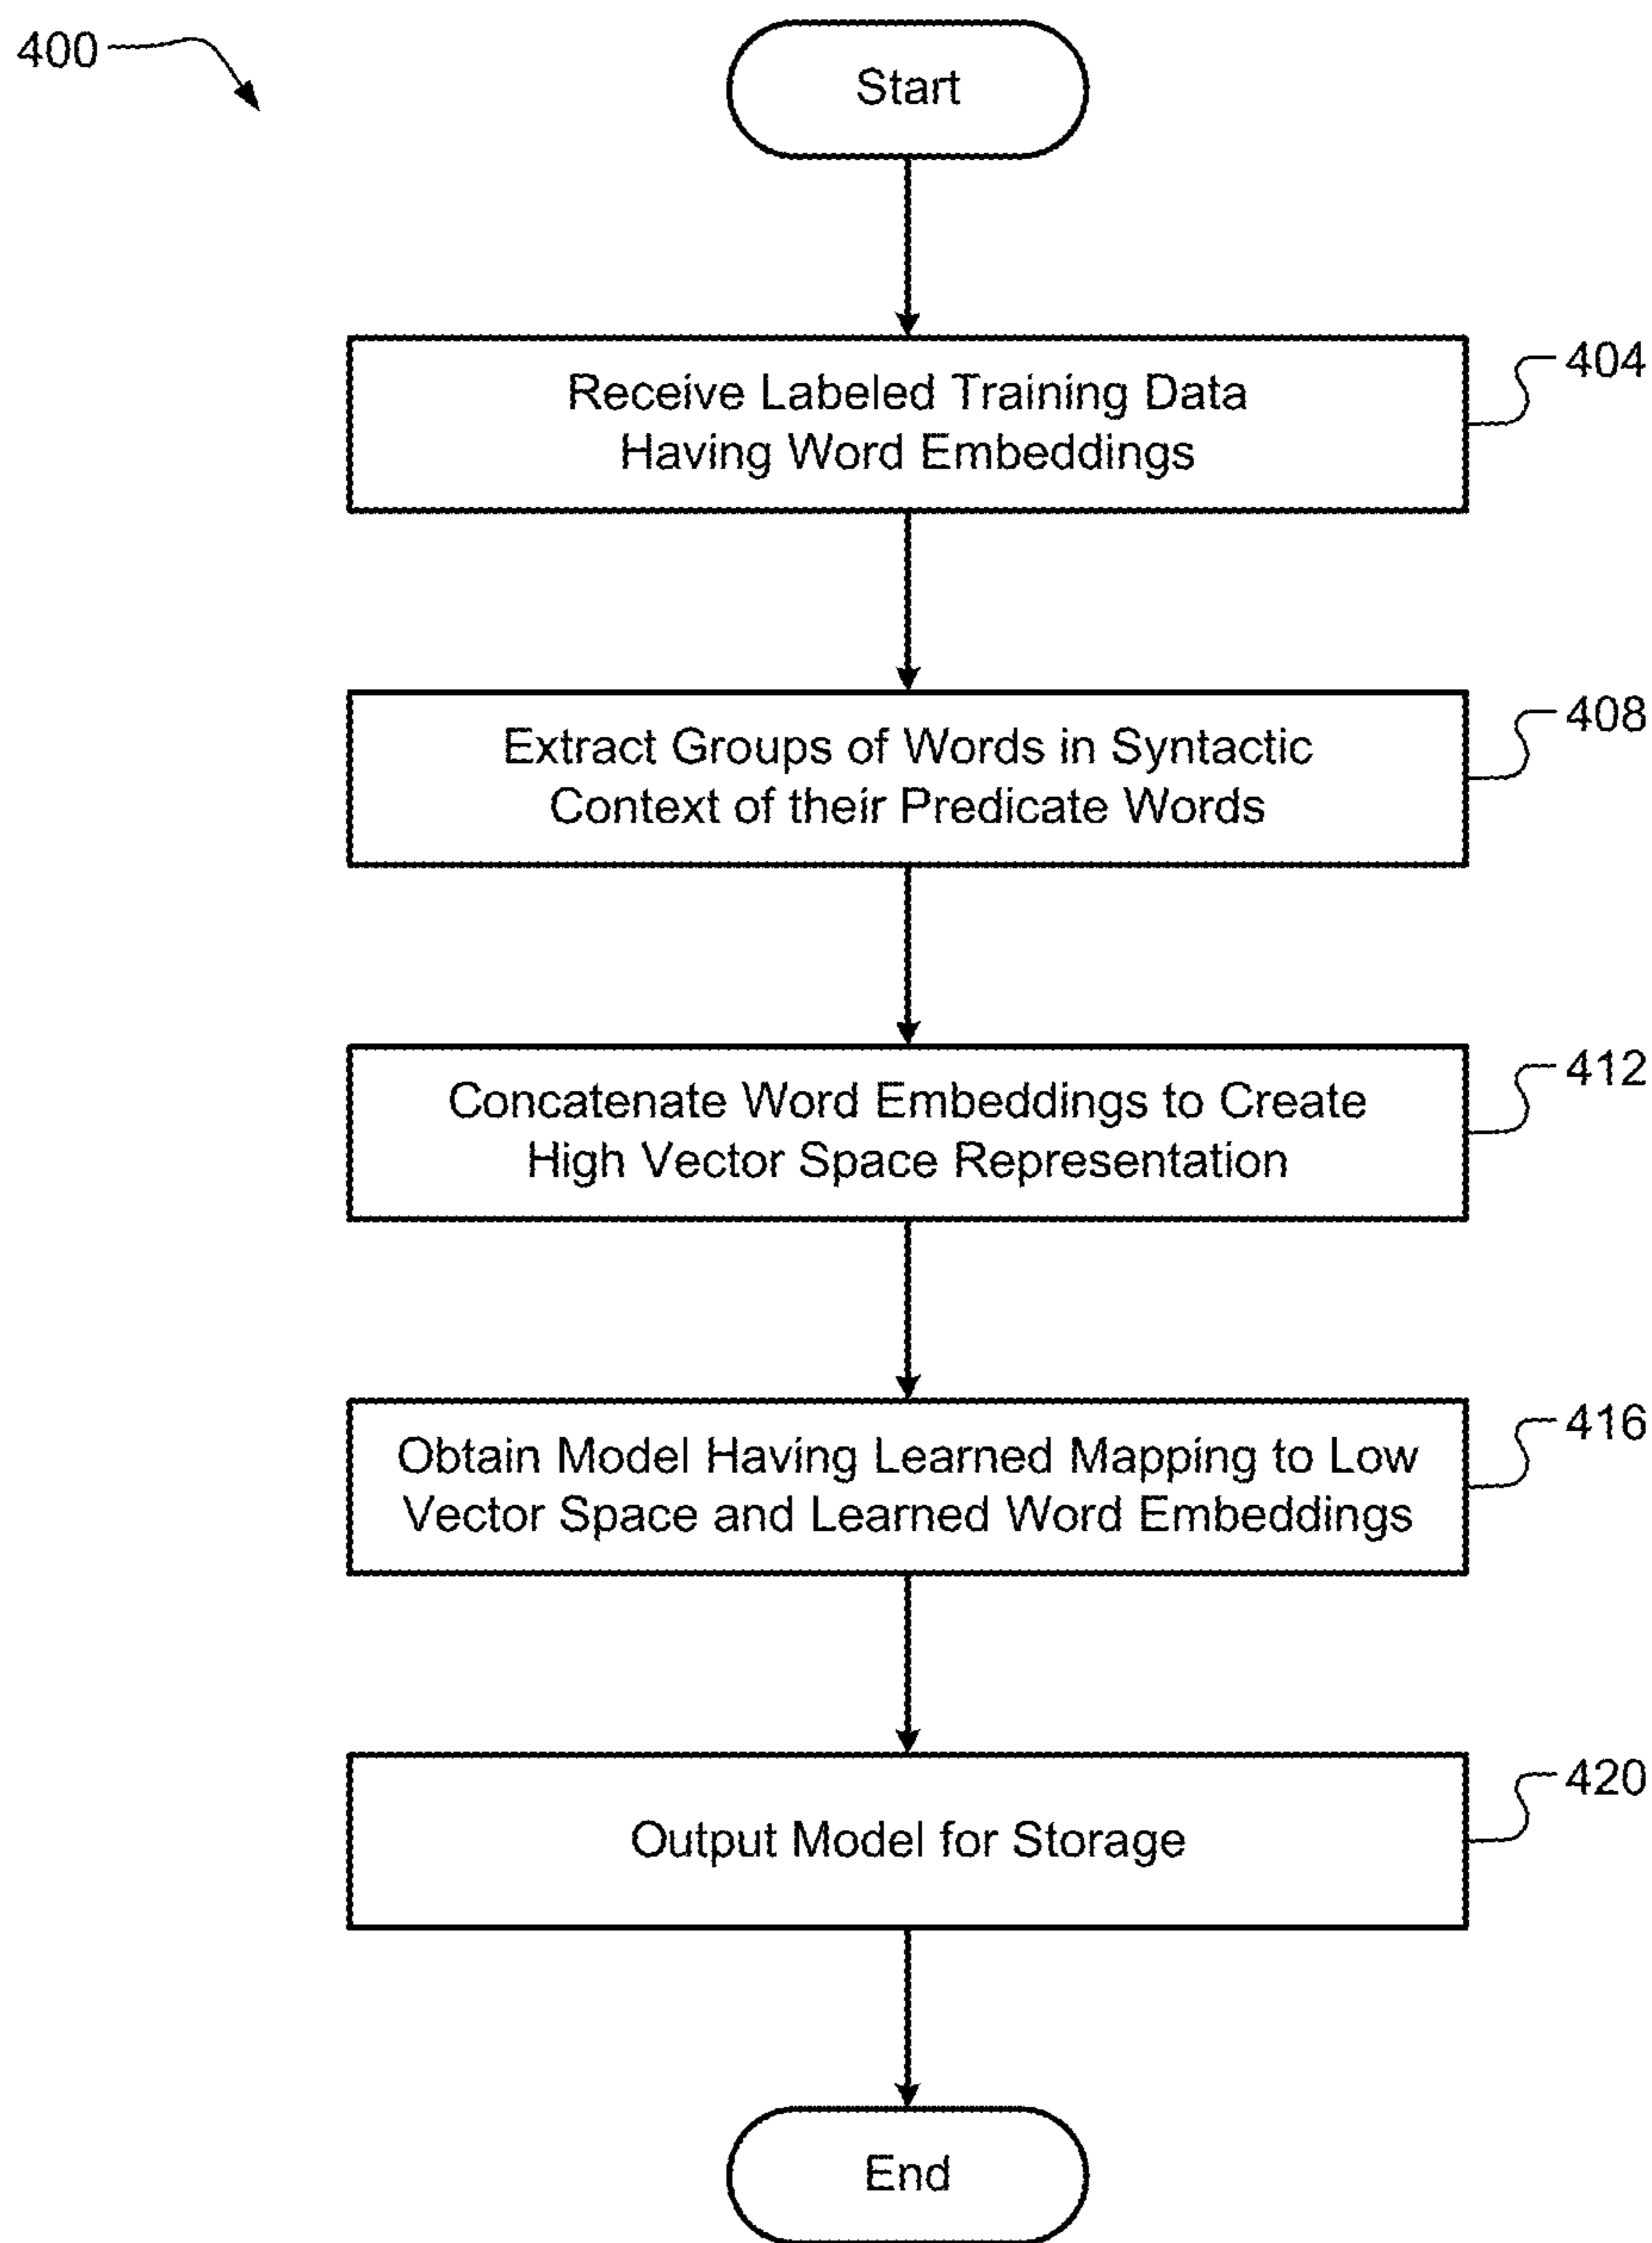 400
Start
Receive Labeled Training Data
Having Word Embeddings
404
Extract Groups of Words in Syntactic
Context of their Predicate Words
408
Concatenate Word Embeddings to Create
High Vector Space Representation
412
Obtain Model Having Learned Mapping to Low
Vector Space and Learned Word Embeddings
416
Output Model for Storage
420
End